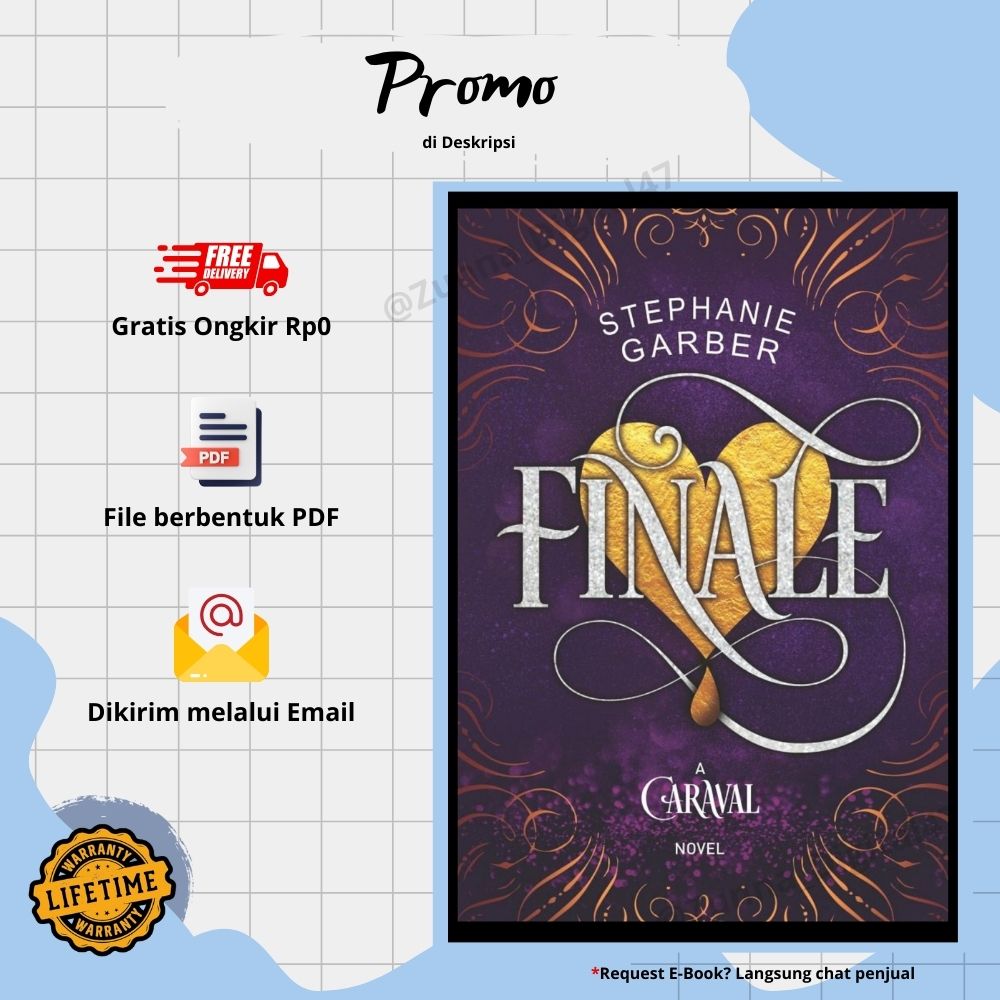 Promo
di Deskripsi
FREE
DELIVERY
Gratis Ongkir Rp0
PDF
File berbentuk PDF
@
Dikirim melalui Email
WARRANTY
LIFETIME
WARRANTY
STEPHANIE
GARBER
FINALE
A
CARAVAL
NOVEL
*Request E-Book? Langsung chat penjual